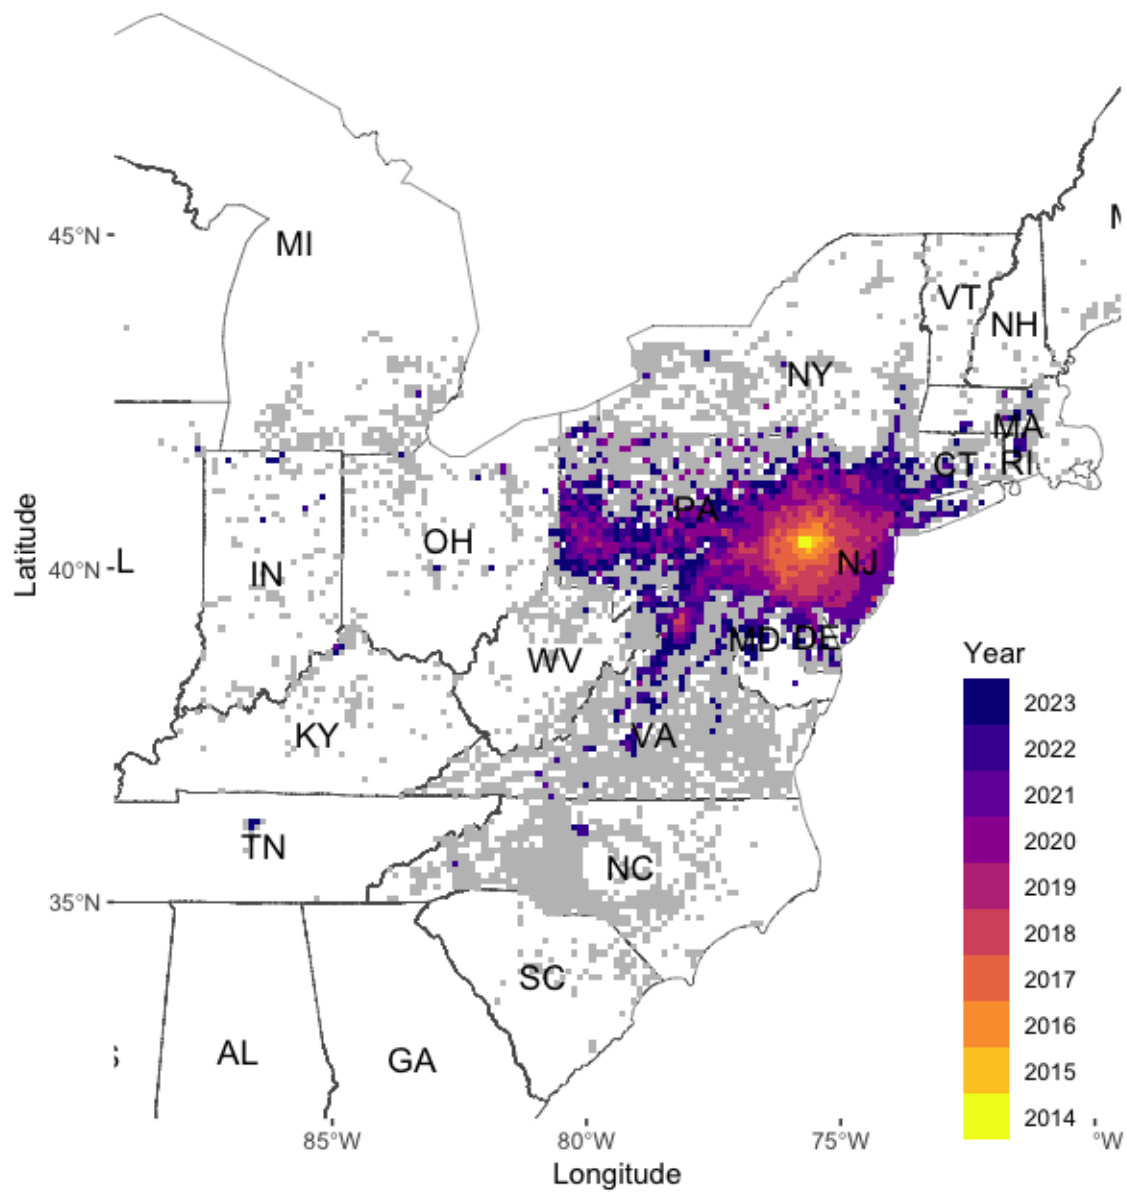 45°N
40°N
35°N
Latitude
MI
VT
NH
NY
MA
CT
RI
PA
OH
NJ
L
IN
MD
DE
WV
KY
VA
TN
NC
SC
AL
GA
85°W
80°W
75°W
°W
Longitude
Year
2023
2022
2021
2020
2019
2018
2017
2016
2015
2014